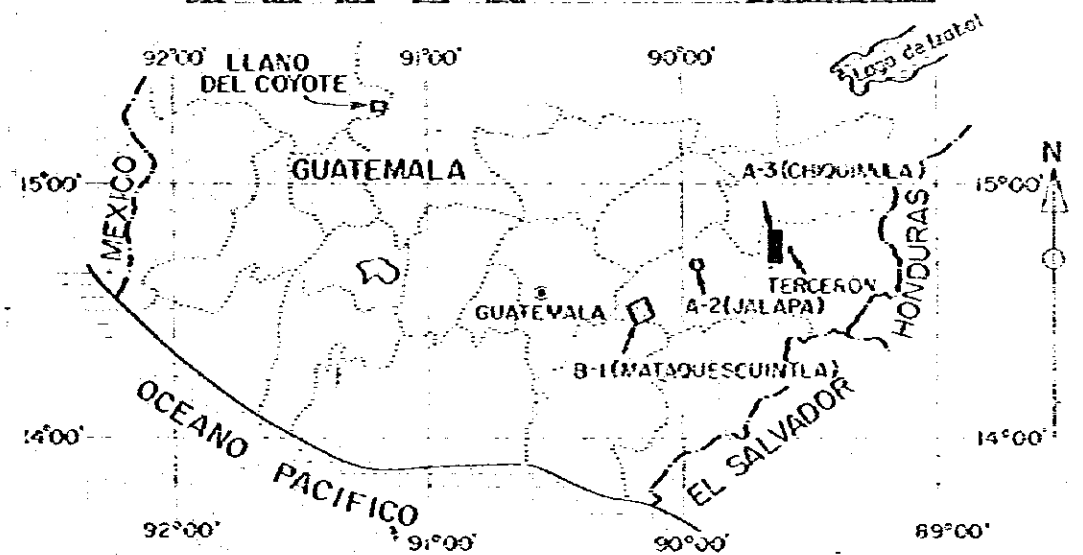 92°00'
91°00'
90°00'
Lago de Izabal
LLANO
DEL COYOTE
GUATEMALA
A-3 (CHIQUIMULA)
N
15°00'
15°00'
MEXICO
HONDURAS
TERCERON
GUATEMALA
A-2 (JALAPA)
B-1 (MATAQUESCUINTLA)
OCEANO PACIFICO
EL SALVADOR
14°00'
14°00'
92°00'
91°00'
90°00'
89°00'